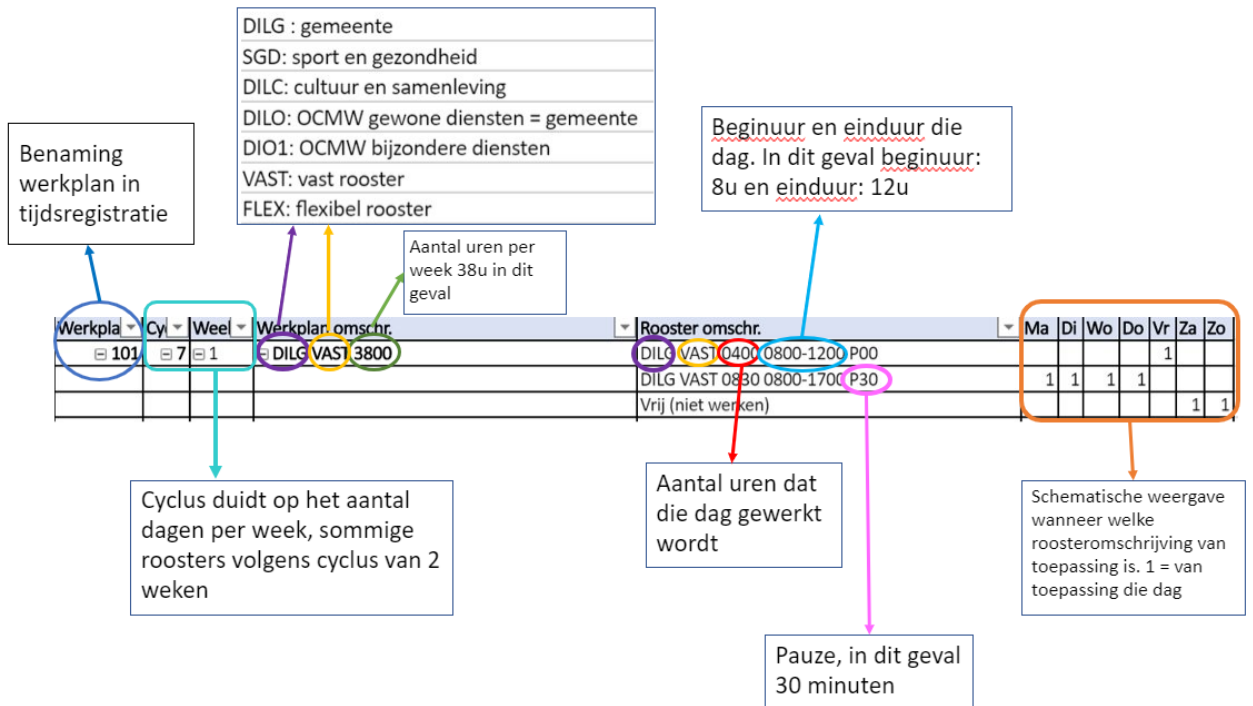 DILG : gemeente
SGD: sport en gezondheid
DILC: cultuur en samenleving
DILO: OCMW gewone diensten = gemeente
DIO1: OCMW bijzondere diensten
VAST: vast rooster
FLEX: flexibel rooster
Benaming
werkplan in
tijdsregistratie
Beginuur en einduur die
dag. In dit geval beginuur:
8u en einduur: 12u
Aantal uren per
week 38u in dit
geval
Werkpla Cy Weel Werkplan omschr. Rooster omschr. Ma Di Wo Do Vr Za Zo
101 7 1 DILG VAST 3800 DILG VAST 0400 0800-1200 P00 1
DILG VAST 0830 0800-1700 P30 1 1 1 1
Vrij (niet werken) 1 1
Cyclus duidt op het aantal
dagen per week, sommige
roosters volgens cyclus van 2
weken
Aantal uren dat
die dag gewerkt
wordt
Schematische weergave
wanneer welke
roosteromschrijving van
toepassing is. 1 = van
toepassing die dag
Pauze, in dit geval
30 minuten